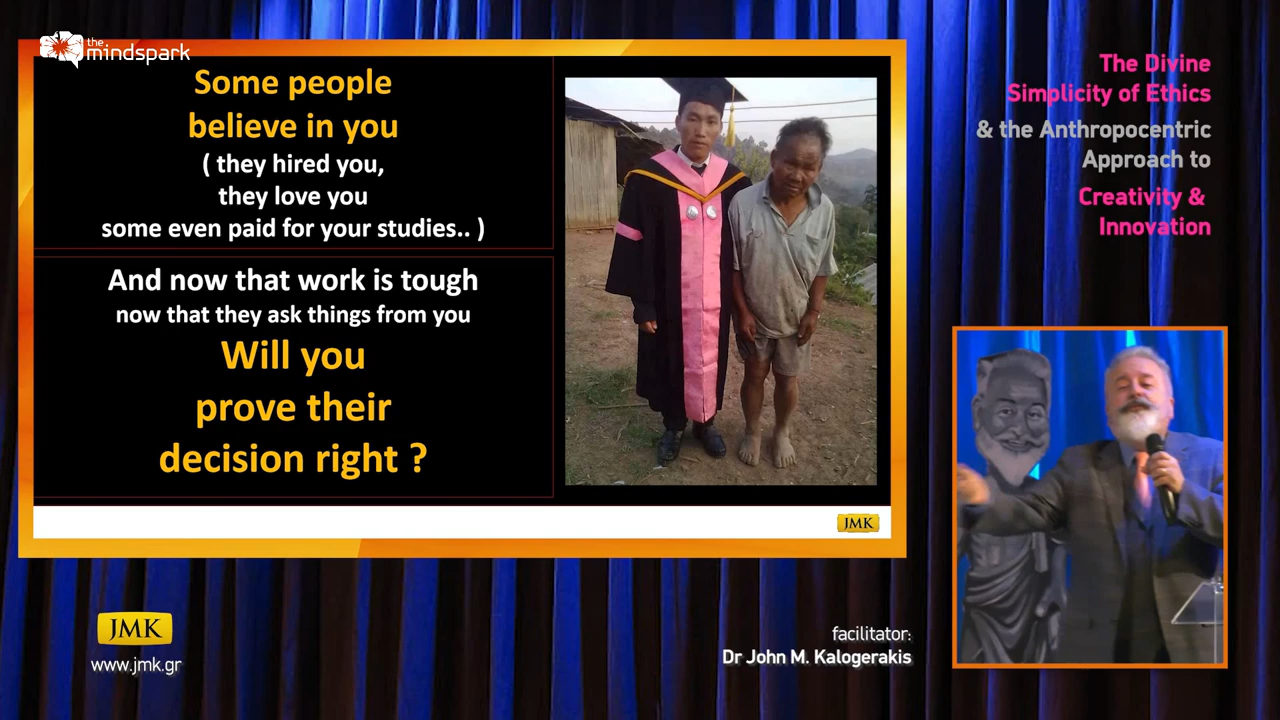 the
mindspark
Some people
believe in you
( they hired you,
they love you
some even paid for your studies.. )
And now that work is tough
now that they ask things from you
Will you
prove their
decision right ?
JMK
The Divine
Simplicity of Ethics
& the Anthropocentric
Approach to
Creativity &
Innovation
JMK
www.jmk.gr
facilitator:
Dr John M. Kalogerakis